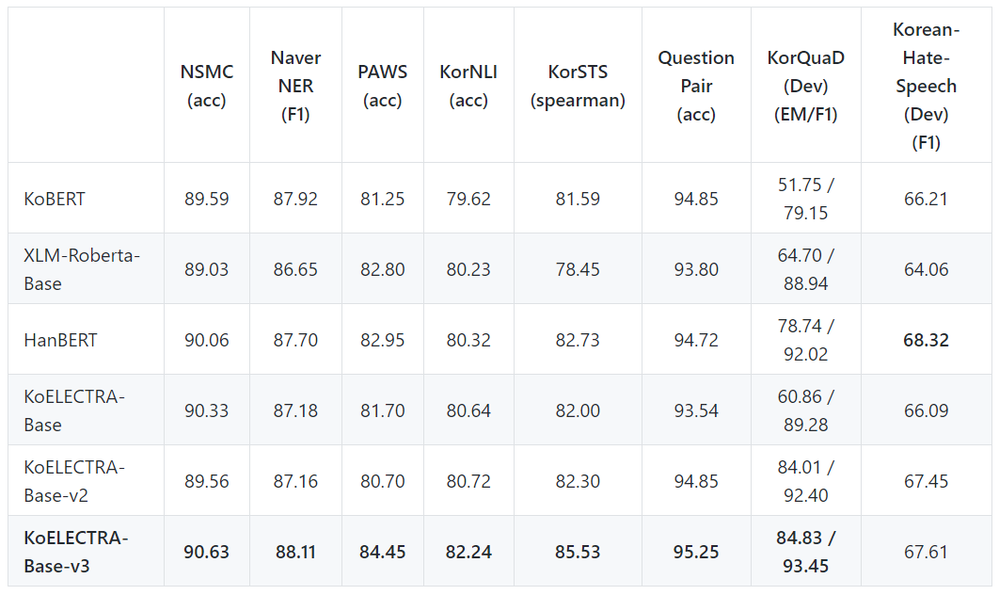 NSMC (acc) Naver NER (F1) PAWS (acc) KorNLI (acc) KorSTS (spearman) Question Pair (acc) KorQuaD (Dev) (EM/F1) Korean-Hate-Speech (Dev) (F1)
KoBERT 89.59 87.92 81.25 79.62 81.59 94.85 51.75 / 79.15 66.21
XLM-Roberta-Base 89.03 86.65 82.80 80.23 78.45 93.80 64.70 / 88.94 64.06
HanBERT 90.06 87.70 82.95 80.32 82.73 94.72 78.74 / 92.02 68.32
KoELECTRA-Base 90.33 87.18 81.70 80.64 82.00 93.54 60.86 / 89.28 66.09
KoELECTRA-Base-v2 89.56 87.16 80.70 80.72 82.30 94.85 84.01 / 92.40 67.45
KoELECTRA-Base-v3 90.63 88.11 84.45 82.24 85.53 95.25 84.83 / 93.45 67.61